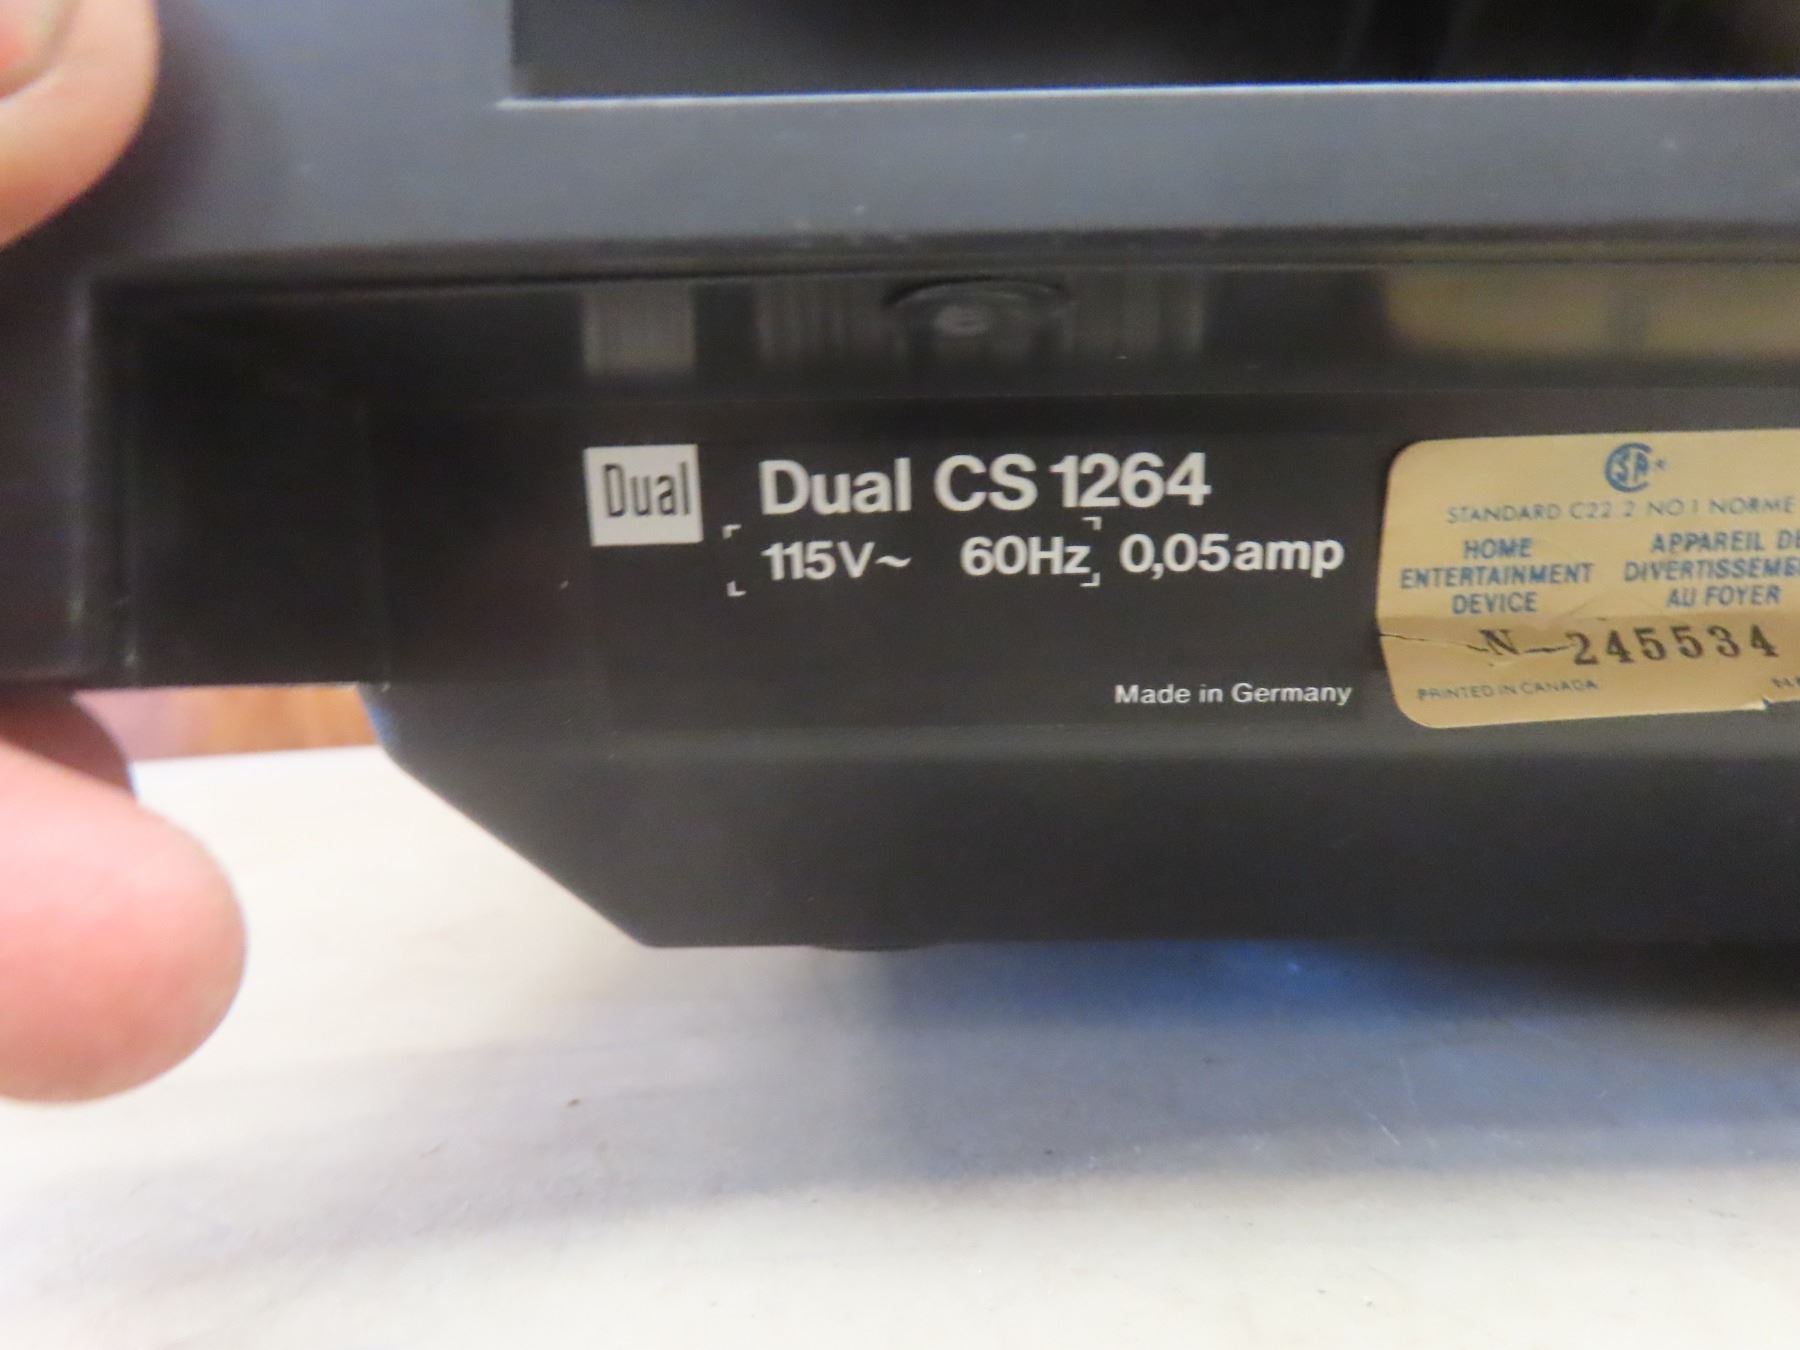 Dual
Dual CS 1264
115V~ 60Hz 0,05amp
Made in Germany
STANDARD C22.2 NO.1 NORME
HOME ENTERTAINMENT DEVICE
APPAREIL
DIVERTISSEME
AU FOYER
N-245534
PRINTED IN CANADA